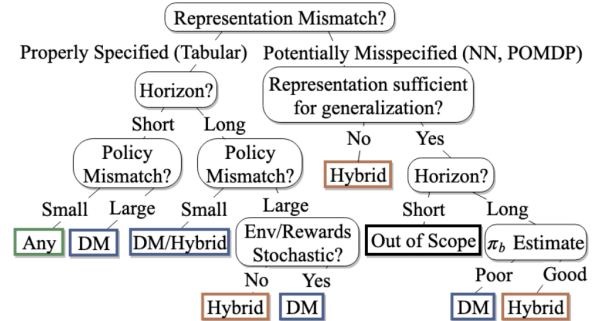 Representation Mismatch?
Properly Specified (Tabular) Potentially Misspecified (NN, POMDP)
Horizon?
Representation sufficient
for generalization?
Short Long
No Yes
Policy
Mismatch?
Policy
Mismatch?
Hybrid
Horizon?
Small Large
Small Large
Short Long
Any DM
DM/Hybrid
Env/Rewards
Stochastic?
Out of Scope
π_b Estimate
No Yes
Poor Good
Hybrid DM
DM Hybrid